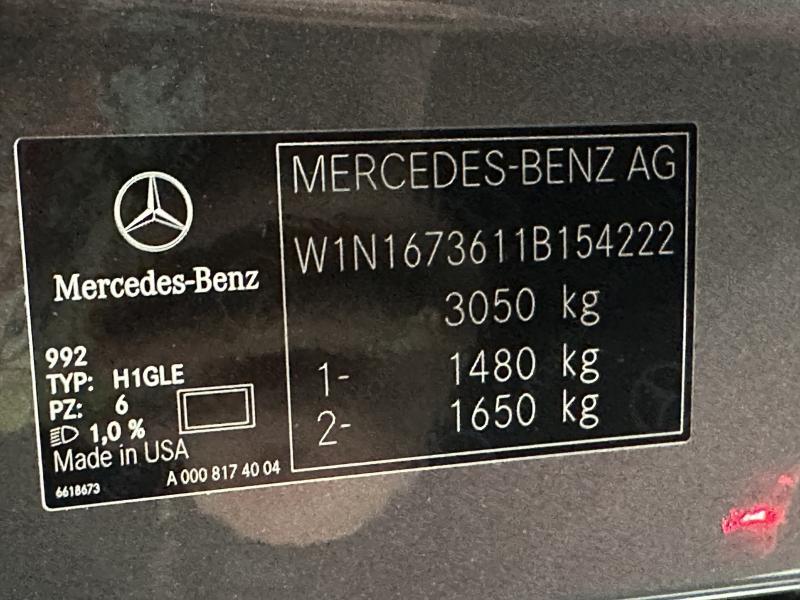 Mercedes-Benz
992
TYP: H1GLE
PZ: 6
1,0 %
Made in USA
6618673
A 000 817 40 04
MERCEDES-BENZ AG
W1N1673611B154222
3050 kg
1- 1480 kg
2- 1650 kg